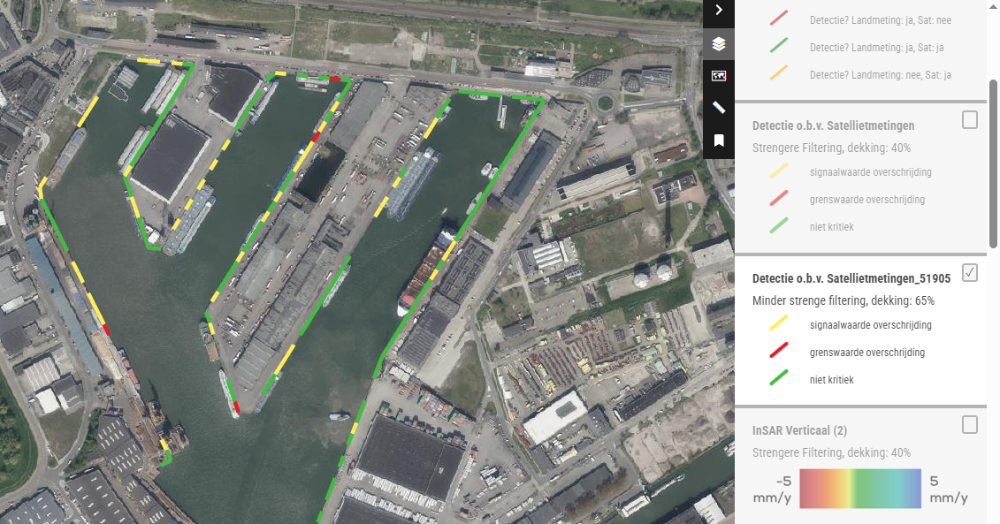 Detectie? Landmeting: ja, Sat: nee
Detectie? Landmeting: ja, Sat: ja
Detectie? Landmeting: nee, Sat: ja
Detectie o.b.v. Satellietmetingen
Strengere Filtering, dekking: 40%
signaalwaarde overschrijding
grenswaarde overschrijding
niet kritiek
Detectie o.b.v. Satellietmetingen_51905
Minder strenge filtering, dekking: 65%
signaalwaarde overschrijding
grenswaarde overschrijding
niet kritiek
InSAR Verticaal (2)
Strengere Filtering, dekking: 40%
-5 5
mm/y mm/y